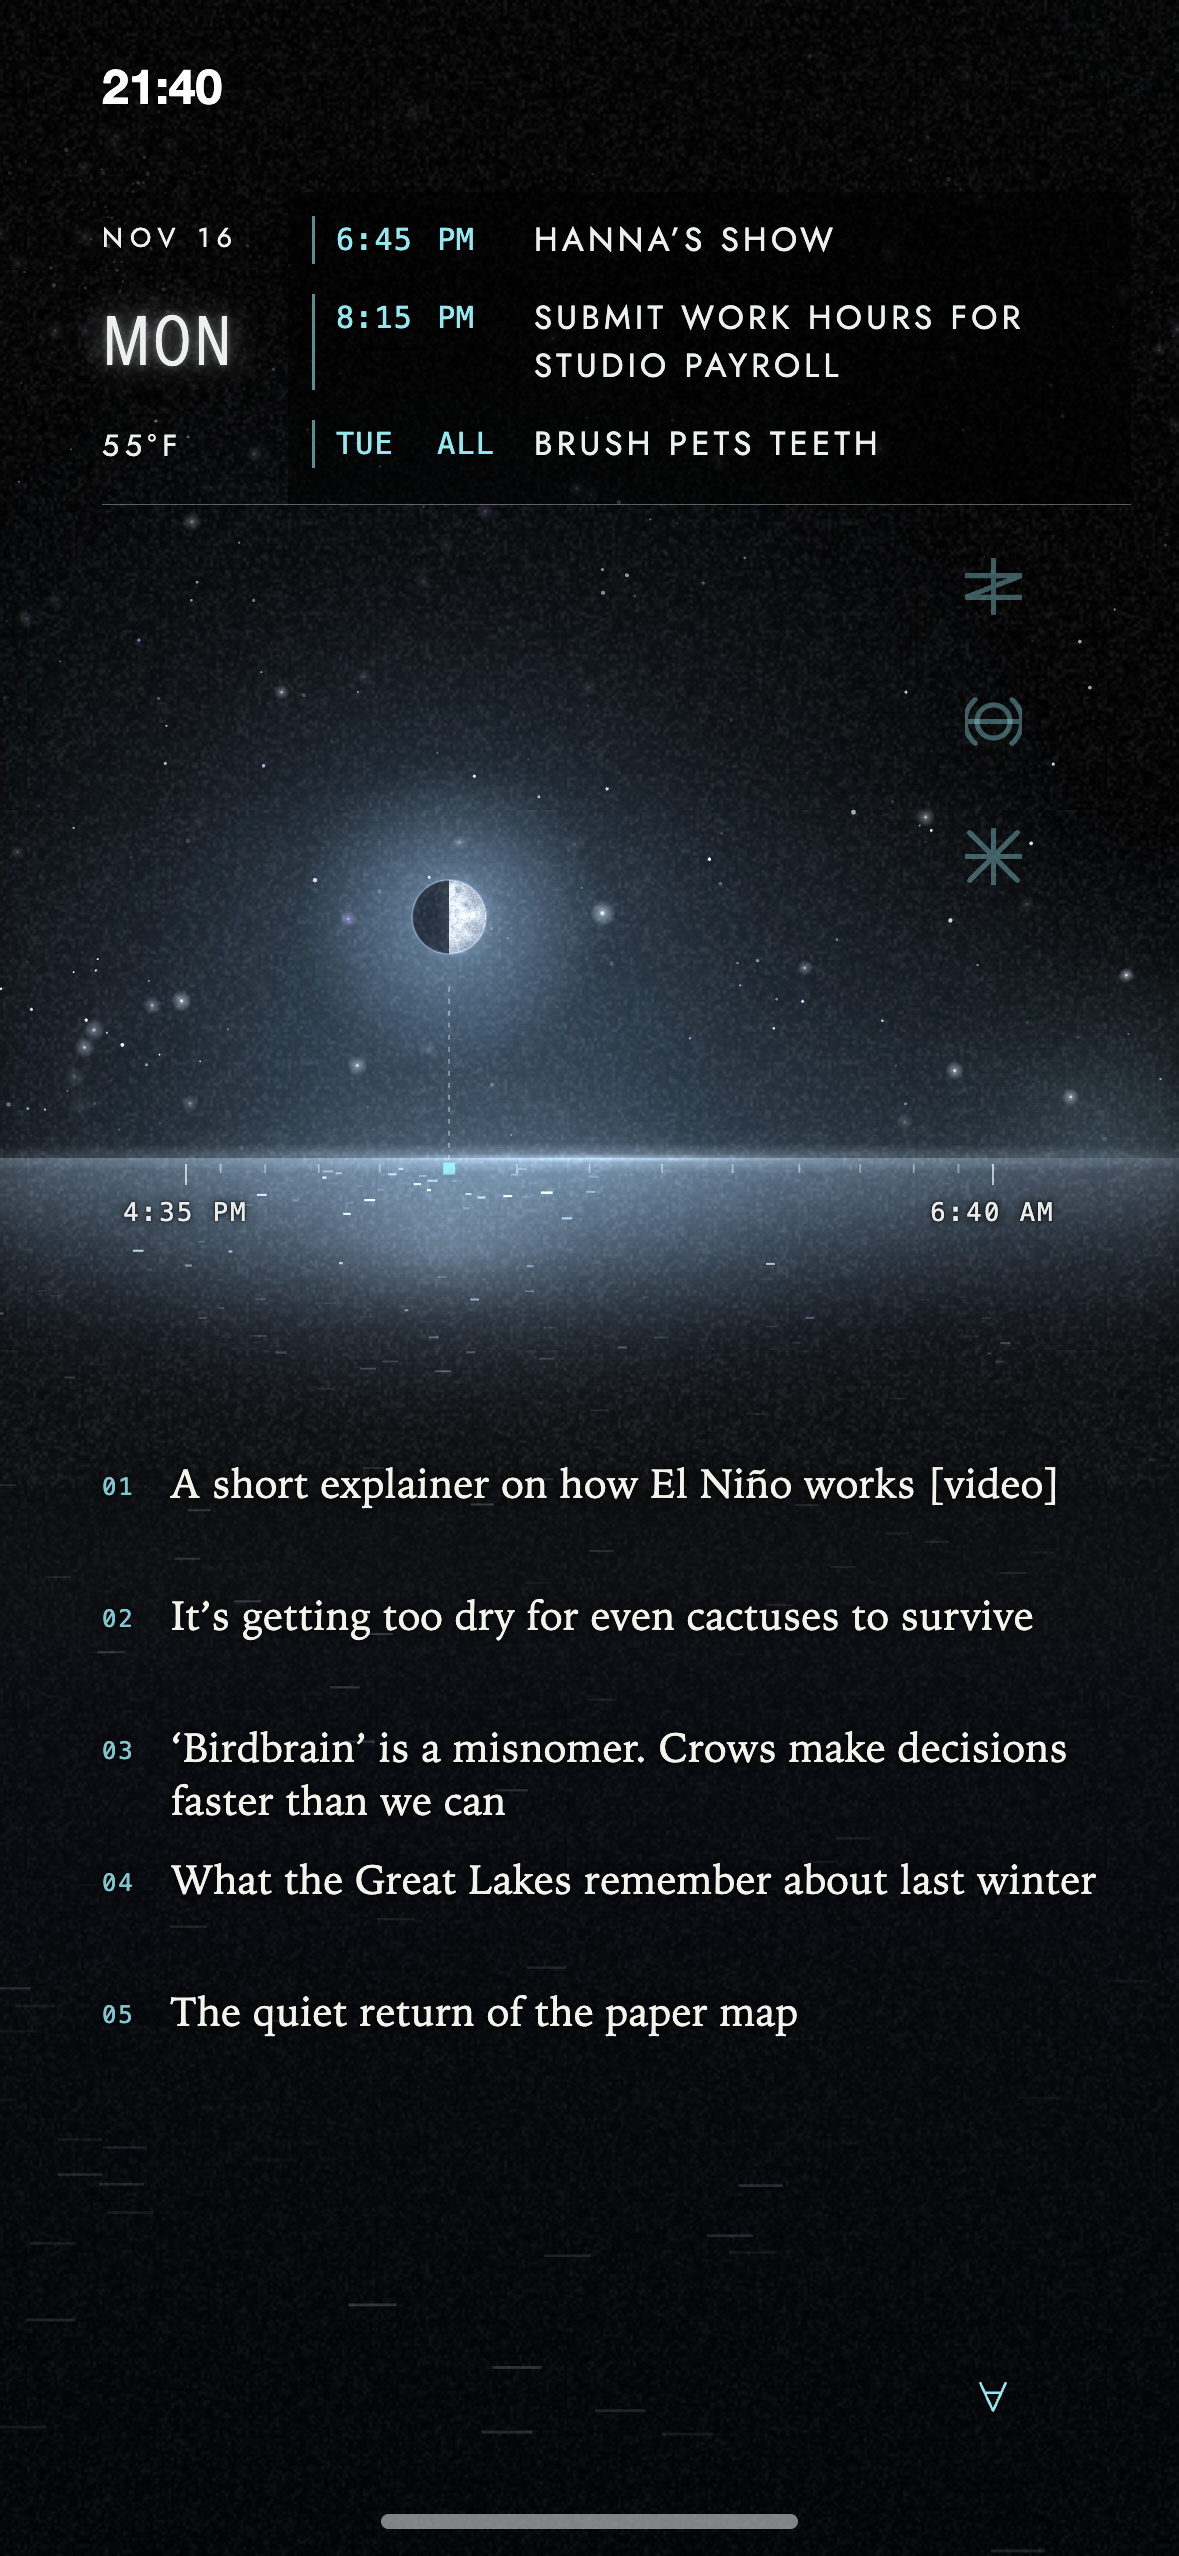 21:40
NOV 16
MON
55°F
6:45 PM HANNA’S SHOW
8:15 PM SUBMIT WORK HOURS FOR
STUDIO PAYROLL
TUE ALL BRUSH PETS TEETH
4:35 PM
6:40 AM
01 A short explainer on how El Niño works [video]
02 It’s getting too dry for even cactuses to survive
03 ‘Birdbrain’ is a misnomer. Crows make decisions
faster than we can
04 What the Great Lakes remember about last winter
05 The quiet return of the paper map